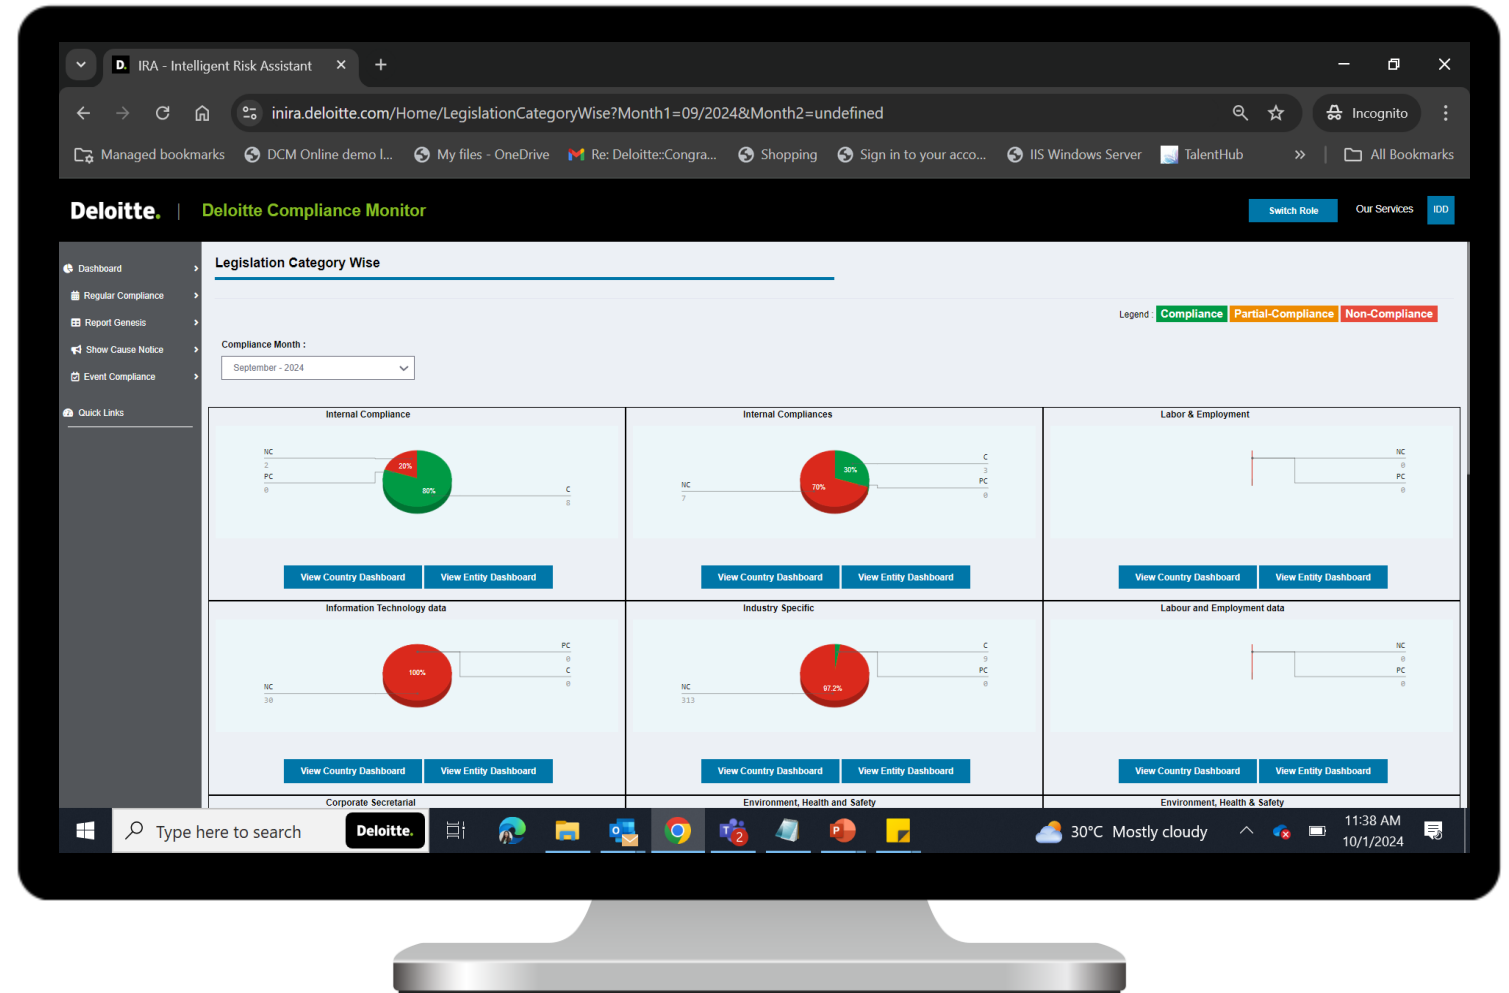 D. IRA - Intelligent Risk Assistant
inira.deloitte.com/Home/LegislationCategoryWise?Month1=09/2024&Month2=undefined
Incognito
Managed bookmarks DCM Online demo l... My files - OneDrive Re: Deloitte::Congra... Shopping Sign in to your acco... IIS Windows Server TalentHub » All Bookmarks
Deloitte. | Deloitte Compliance Monitor
Switch Role Our Services IDD
Dashboard
Regular Compliance
Report Genesis
Show Cause Notice
Event Compliance
Quick Links
Legislation Category Wise
Legend : Compliance Partial-Compliance Non-Compliance
Compliance Month :
September - 2024
Internal Compliance
NC
2
PC
0
20%
80%
C
8
View Country Dashboard View Entity Dashboard
Internal Compliances
NC
7
70%
30%
C
3
PC
0
View Country Dashboard View Entity Dashboard
Labor & Employment
NC
0
PC
0
View Country Dashboard View Entity Dashboard
Information Technology data
NC
30
100%
PC
0
C
0
View Country Dashboard View Entity Dashboard
Industry Specific
NC
313
97.2%
C
9
PC
0
View Country Dashboard View Entity Dashboard
Labour and Employment data
NC
0
PC
0
View Country Dashboard View Entity Dashboard
Corporate Secretarial
Environment, Health and Safety
Environment, Health & Safety
Type here to search
Deloitte.
2
30°C Mostly cloudy
11:38 AM
10/1/2024